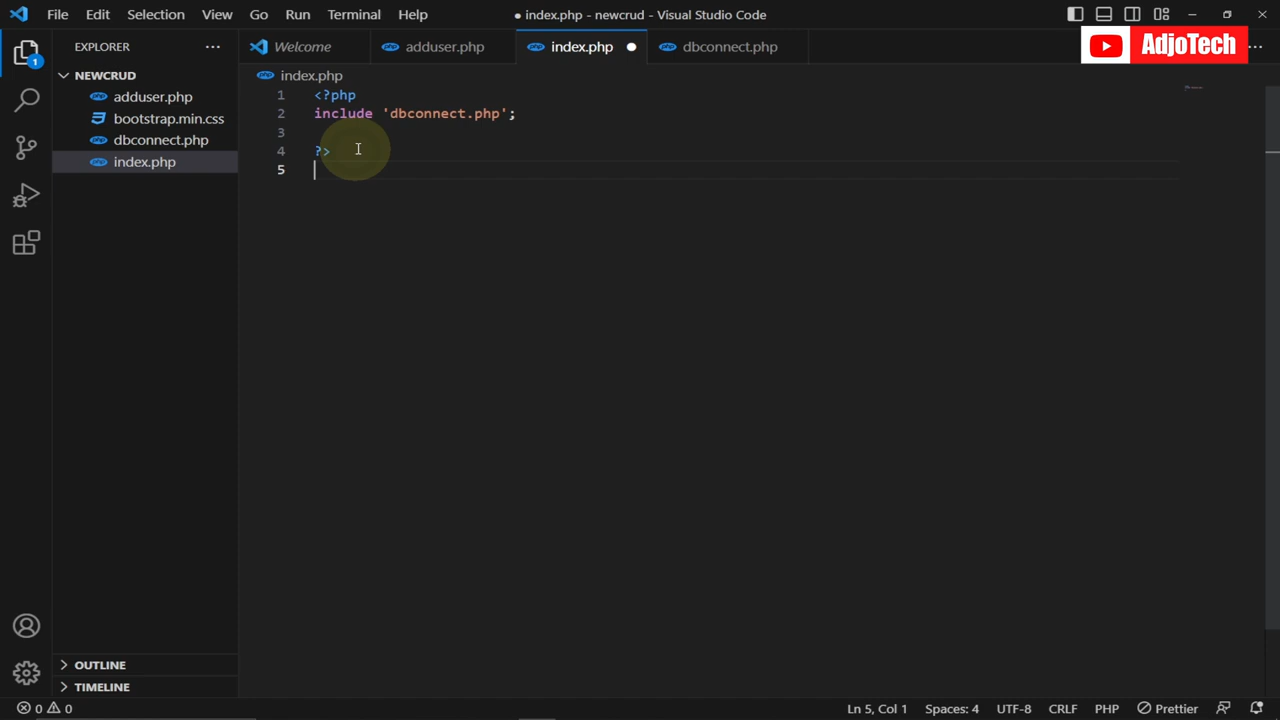 File Edit Selection View Go Run Terminal Help
● index.php - newcrud - Visual Studio Code
EXPLORER
Welcome
adduser.php
index.php
dbconnect.php
AdjoTech
NEWCRUD
index.php
adduser.php
bootstrap.min.css
dbconnect.php
index.php
1 <?php
2 include 'dbconnect.php';
3
4 ?>
5
1
OUTLINE
TIMELINE
0 0
Ln 5, Col 1 Spaces: 4 UTF-8 CRLF PHP Prettier